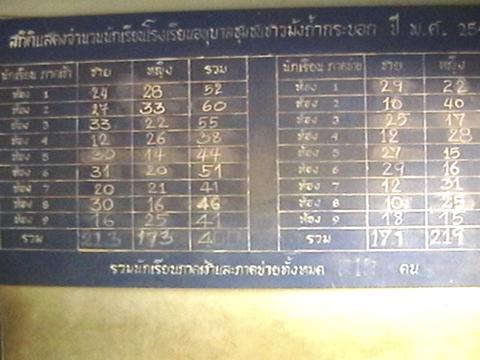 สถิติแสดงจำนวนนักเรียนโรงเรียนอนุบาลชุมชนชาวม้งถ้ำกระบอก ปี พ.ศ. 254
นักเรียน ภาคเช้า ชาย หญิง รวม นักเรียน ภาคบ่าย ชาย หญิง
ห้อง 1 24 28 52 ห้อง 1 29 22
ห้อง 2 27 33 60 ห้อง 2 10 40
ห้อง 3 33 22 55 ห้อง 3 25 17
ห้อง 4 12 26 38 ห้อง 4 12 28
ห้อง 5 30 14 44 ห้อง 5 27 15
ห้อง 6 31 20 51 ห้อง 6 29 16
ห้อง 7 20 21 41 ห้อง 7 12 31
ห้อง 8 30 16 46 ห้อง 8 10 25
ห้อง 9 16 25 41 ห้อง 9 18 15
รวม 213 173 รวม 171 219
รวมนักเรียนภาคเช้าและภาคบ่ายทั้งหมด คน